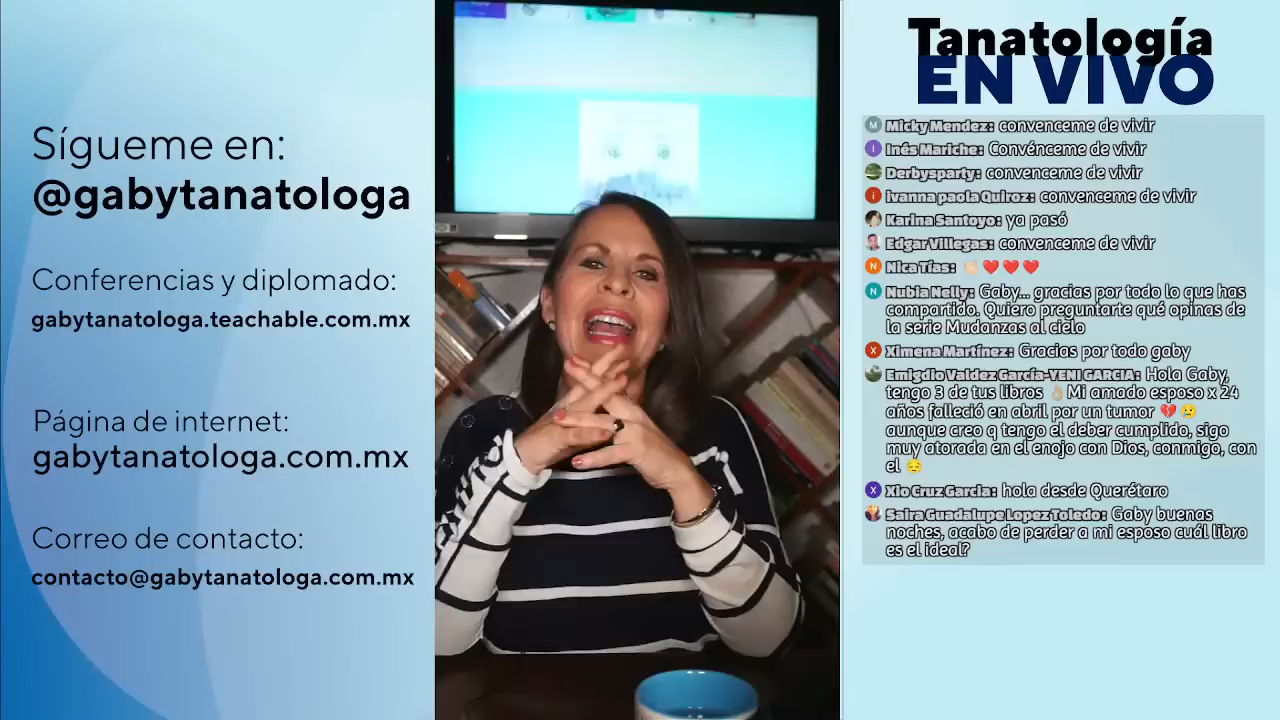 Sígueme en:
@gabytanatologa
Conferencias y diplomado:
gabytanatologa.teachable.com.mx
Página de internet:
gabytanatologa.com.mx
Correo de contacto:
contacto@gabytanatologa.com.mx
Tanatología
EN VIVO
M Micky Mendez: convenceme de vivir
I Inés Mariche: Convénceme de vivir
Derbysparty: convenceme de vivir
i ivanna paola Quiroz: convenceme de vivir
Karina Santoyo: ya pasó
Edgar Villegas: convenceme de vivir
N Nica Tías: 👋🏻❤️❤️❤️
N Nubia Nelly: Gaby... gracias por todo lo que has
compartido. Quiero preguntarte qué opinas de
la serie Mudanzas al cielo
X Ximena Martínez: Gracias por todo gaby
Emigdio Valdez García-YENI GARCIA: Hola Gaby,
tengo 3 de tus libros 👌🏼Mi amado esposo x 24
años falleció en abril por un tumor 💔😢
aunque creo q tengo el deber cumplido, sigo
muy atorada en el enojo con Dios, conmigo, con
el 😔
X Xio Cruz Garcia: hola desde Querétaro
Saira Guadalupe Lopez Toledo: Gaby buenas
noches, acabo de perder a mi esposo cuál libro
es el ideal?